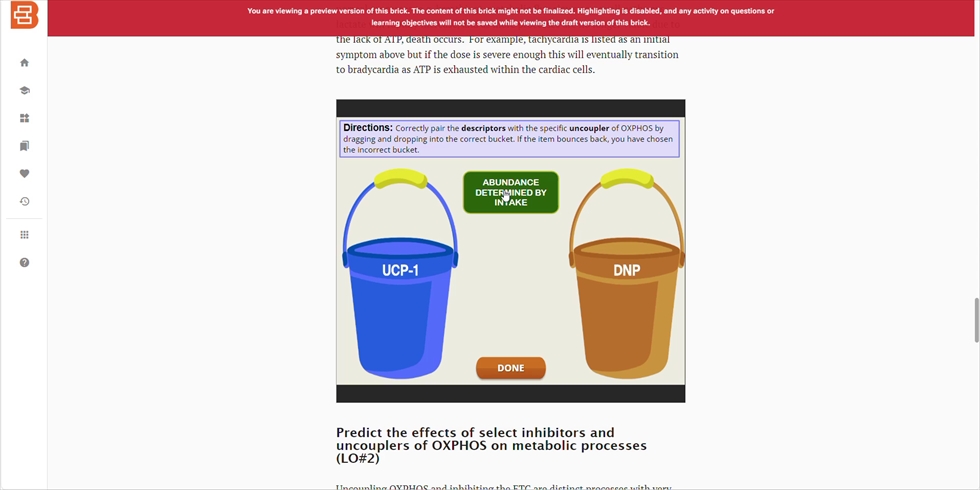 You are viewing a preview version of this brick. The content of this brick might not be finalized. Highlighting is disabled, and any activity on questions or
learning objectives will not be saved while viewing the draft version of this brick.
the lack of ATP, death occurs. For example, tachycardia is listed as an initial
symptom above but if the dose is severe enough this will eventually transition
to bradycardia as ATP is exhausted within the cardiac cells.
Directions: Correctly pair the descriptors with the specific uncoupler of OXPHOS by
dragging and dropping into the correct bucket. If the item bounces back, you have chosen
the incorrect bucket.
ABUNDANCE
DETERMINED BY
INTAKE
UCP-1
DNP
DONE
Predict the effects of select inhibitors and
uncouplers of OXPHOS on metabolic processes
(LO#2)
Uncoupling OXPHOS and inhibiting the ETC are distinct processes with very